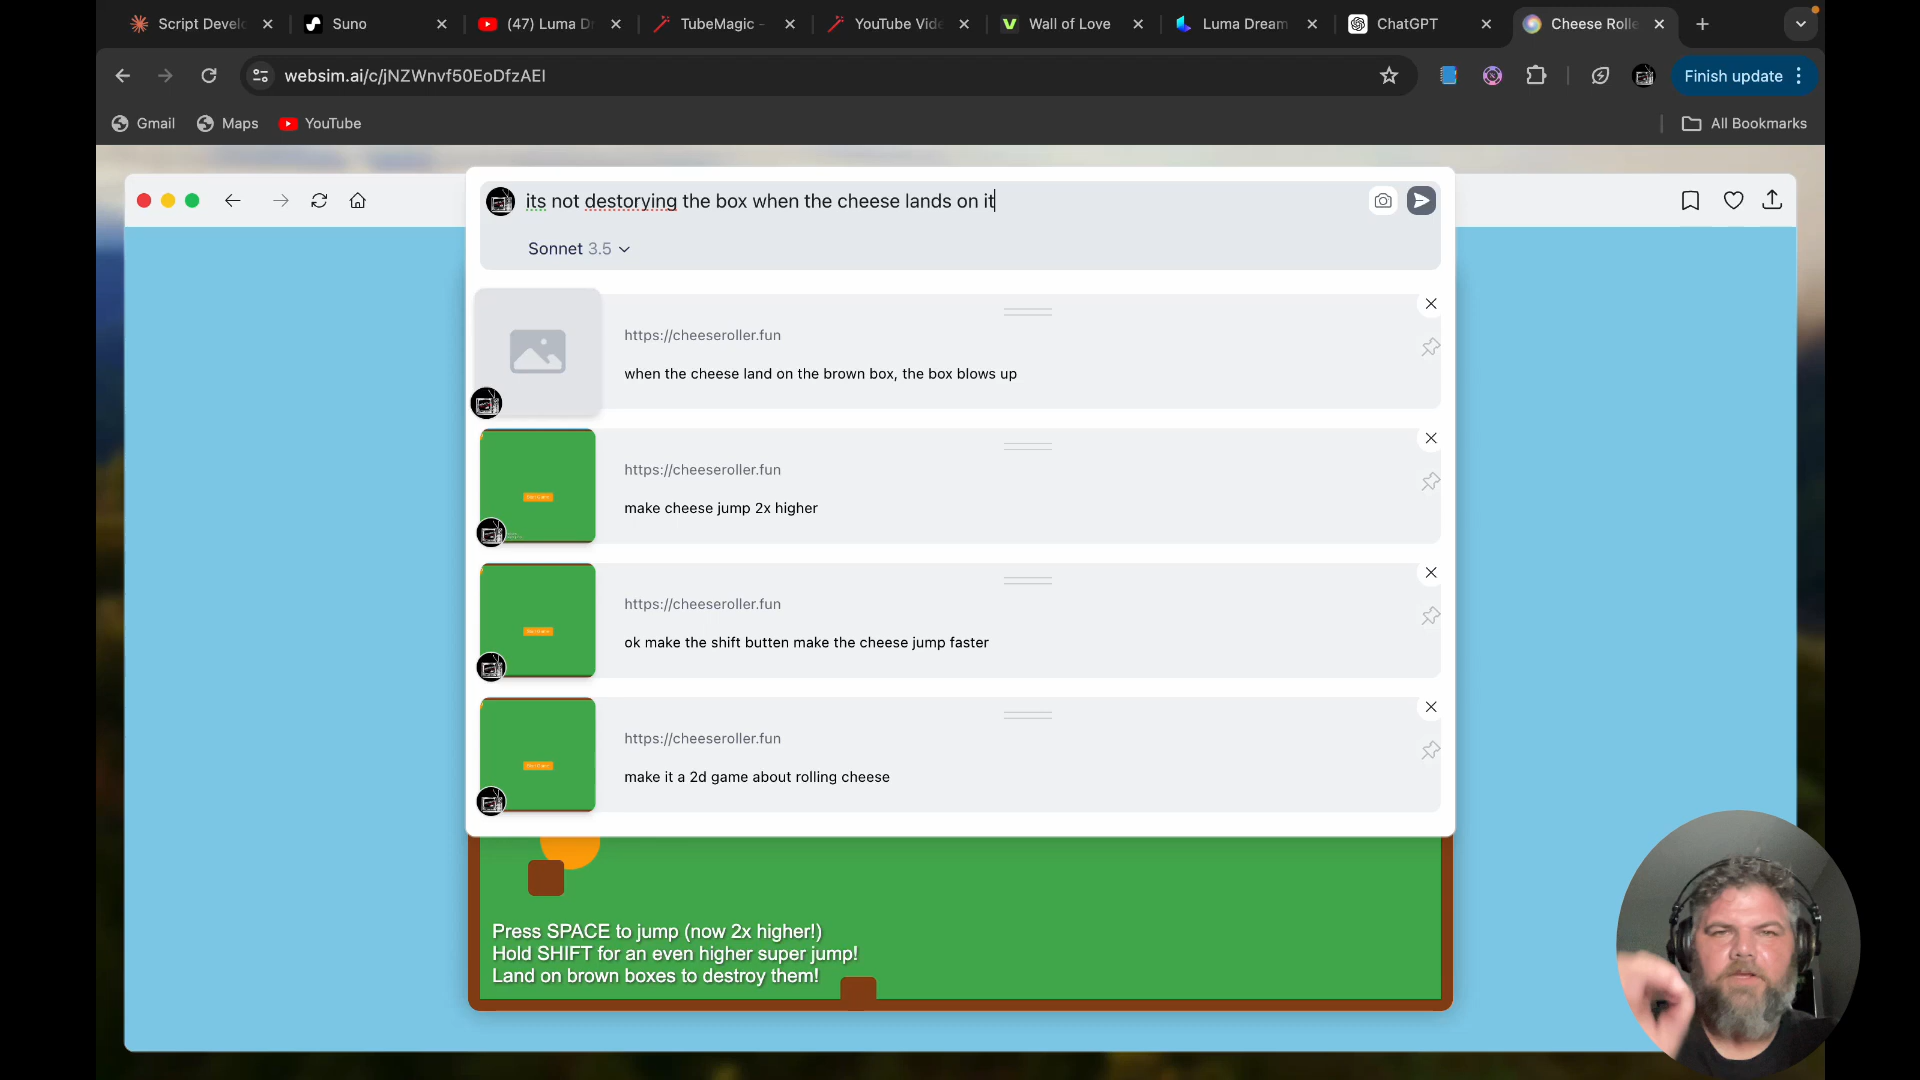 Script Devel
Suno
(47) Luma D
TubeMagic -
YouTube Vide
Wall of Love
Luma Dream
ChatGPT
Cheese Rolle
websim.ai/c/jNZWnvf50EoDfzAEI
Finish update
Gmail
Maps
YouTube
All Bookmarks
its not destorying the box when the cheese lands on it
Sonnet 3.5
https://cheeseroller.fun
when the cheese land on the brown box, the box blows up
https://cheeseroller.fun
make cheese jump 2x higher
https://cheeseroller.fun
ok make the shift butten make the cheese jump faster
https://cheeseroller.fun
make it a 2d game about rolling cheese
Press SPACE to jump (now 2x higher!)
Hold SHIFT for an even higher super jump!
Land on brown boxes to destroy them!